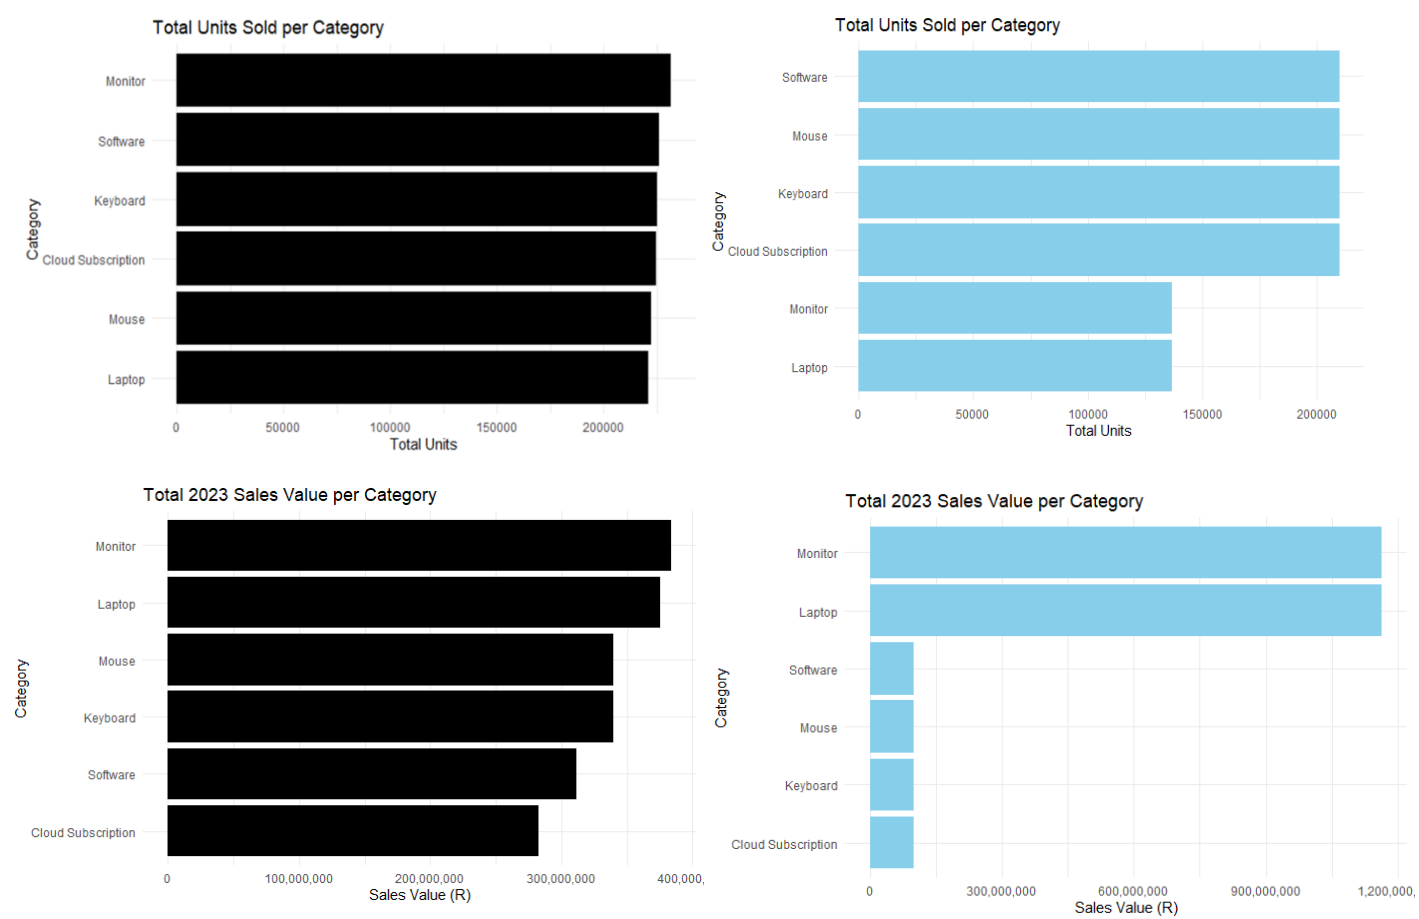 Total Units Sold per Category
Monitor
Software
Keyboard
Cloud Subscription
Mouse
Laptop
Category
0 50000 100000 150000 200000
Total Units
Total Units Sold per Category
Software
Mouse
Keyboard
Cloud Subscription
Monitor
Laptop
Category
0 50000 100000 150000 200000
Total Units
Total 2023 Sales Value per Category
Monitor
Laptop
Mouse
Keyboard
Software
Cloud Subscription
Category
0 100,000,000 200,000,000 300,000,000 400,000,
Sales Value (R)
Total 2023 Sales Value per Category
Monitor
Laptop
Software
Mouse
Keyboard
Cloud Subscription
Category
0 300,000,000 600,000,000 900,000,000 1,200,000,
Sales Value (R)